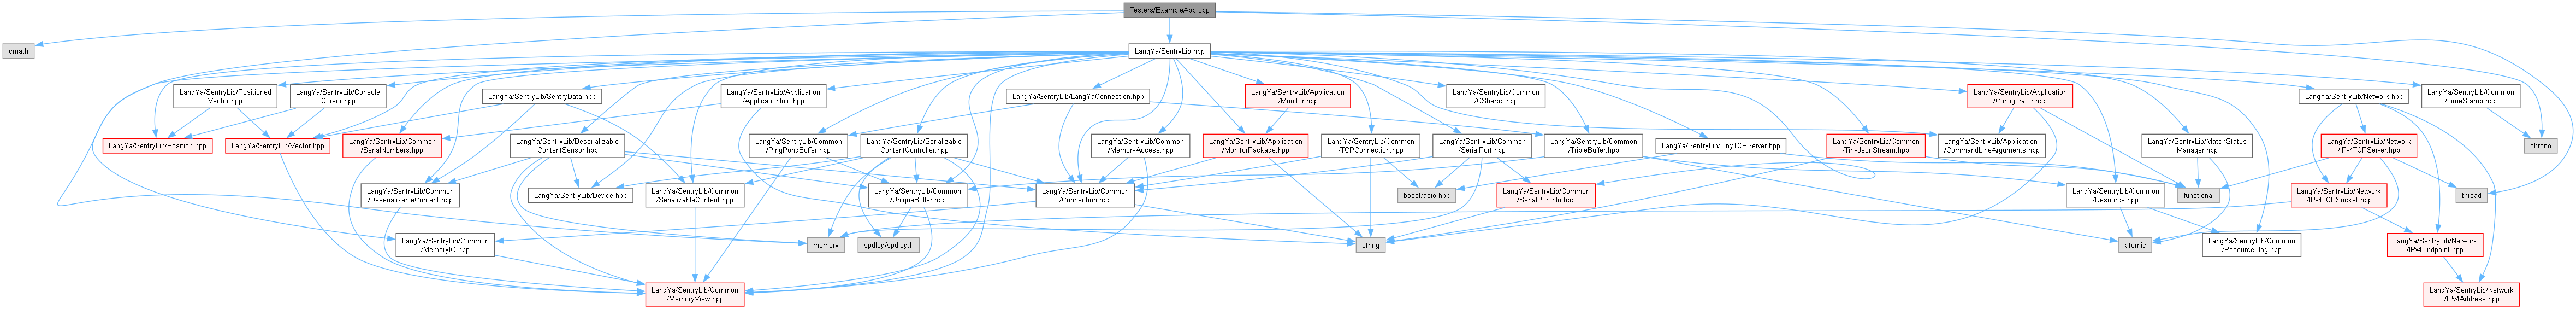 Testers/ExampleApp.cpp
cmath
LangYa/SentryLib.hpp
LangYa/SentryLib/Positioned
Vector.hpp
LangYa/SentryLib/Console
Cursor.hpp
LangYa/SentryLib/SentryData.hpp
LangYa/SentryLib/Application
/ApplicationInfo.hpp
LangYa/SentryLib/LangYaConnection.hpp
LangYa/SentryLib/Application
/Monitor.hpp
LangYa/SentryLib/Common
/CSharpp.hpp
LangYa/SentryLib/Application
/Configurator.hpp
LangYa/SentryLib/Network.hpp
LangYa/SentryLib/Common
/TimeStamp.hpp
LangYa/SentryLib/Position.hpp
LangYa/SentryLib/Vector.hpp
LangYa/SentryLib/Common
/SerialNumbers.hpp
LangYa/SentryLib/Deserializable
ContentSensor.hpp
LangYa/SentryLib/Common
/PingPongBuffer.hpp
LangYa/SentryLib/Serializable
ContentController.hpp
LangYa/SentryLib/Common
/MemoryAccess.hpp
LangYa/SentryLib/Application
/MonitorPackage.hpp
LangYa/SentryLib/Common
/TCPConnection.hpp
LangYa/SentryLib/Common
/SerialPort.hpp
LangYa/SentryLib/Common
/TripleBuffer.hpp
LangYa/SentryLib/TinyTCPServer.hpp
LangYa/SentryLib/Common
/TinyJsonStream.hpp
LangYa/SentryLib/Application
/CommandLineArguments.hpp
LangYa/SentryLib/MatchStatus
Manager.hpp
LangYa/SentryLib/Network
/IPv4TCPServer.hpp
chrono
LangYa/SentryLib/Common
/DeserializableContent.hpp
LangYa/SentryLib/Device.hpp
LangYa/SentryLib/Common
/SerializableContent.hpp
LangYa/SentryLib/Common
/UniqueBuffer.hpp
LangYa/SentryLib/Common
/Connection.hpp
boost/asio.hpp
LangYa/SentryLib/Common
/SerialPortInfo.hpp
LangYa/SentryLib/Common
/Resource.hpp
functional
LangYa/SentryLib/Network
/IPv4TCPSocket.hpp
thread
LangYa/SentryLib/Common
/MemoryIO.hpp
memory
spdlog/spdlog.h
string
atomic
LangYa/SentryLib/Common
/ResourceFlag.hpp
LangYa/SentryLib/Network
/IPv4Endpoint.hpp
LangYa/SentryLib/Common
/MemoryView.hpp
LangYa/SentryLib/Network
/IPv4Address.hpp